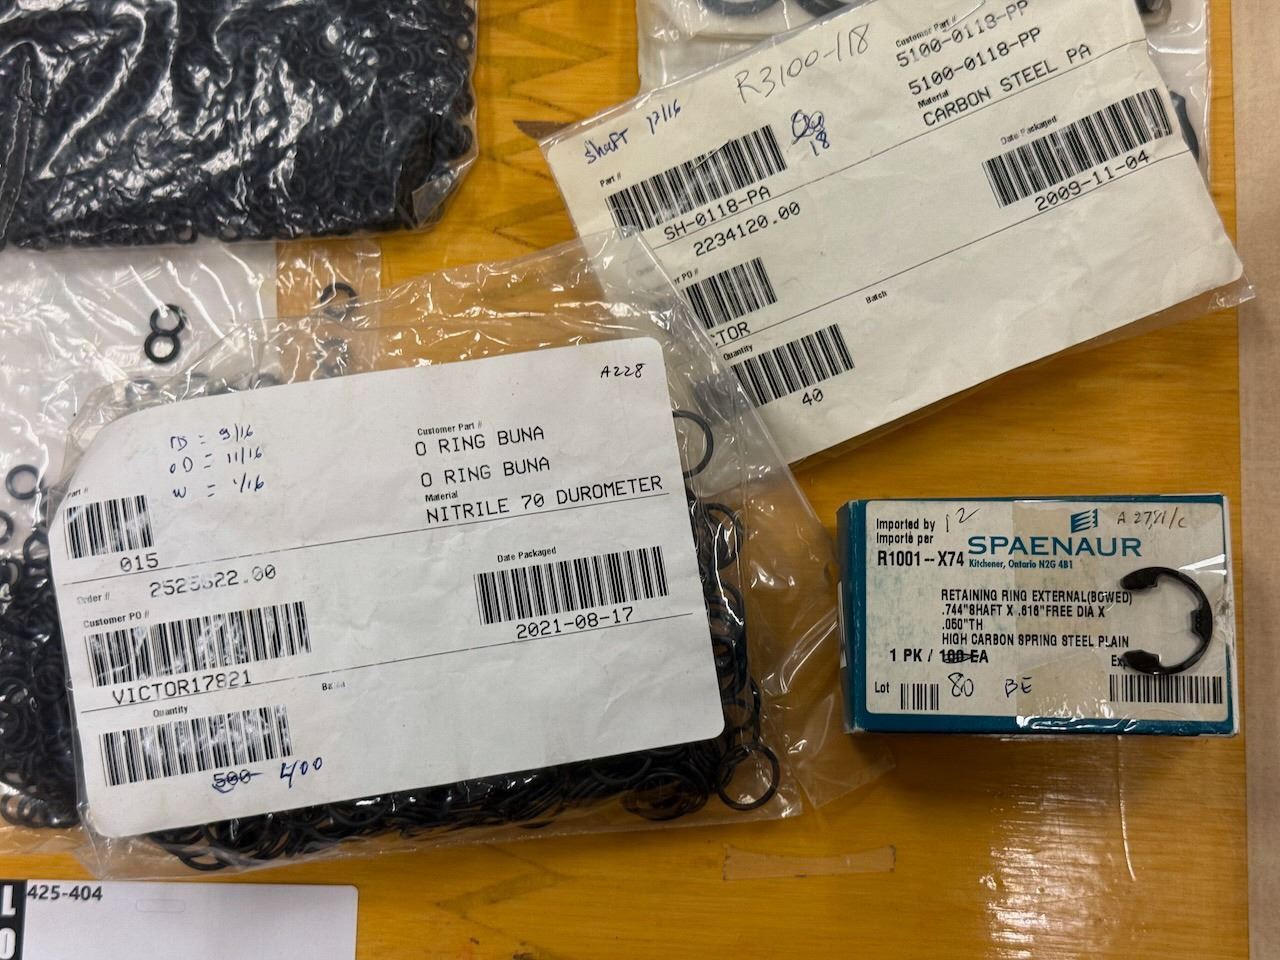 shaft 13/16
R3100-118
Customer Part #
5100-0118-PP
5100-0118-PP
Material
CARBON STEEL PA
18
Part #
SH-0118-PA
2234120.00
Date Packaged
2009-11-04
PO #
CTOR
Batch
Quantity
40
A228
ID = 9/16
OD = 11/16
W = 1/16
Customer Part #
O RING BUNA
O RING BUNA
Material
NITRILE 70 DUROMETER
Part #
015
Order #
Date Packaged
2021-08-17
Customer PO #
VICTOR17821
Quantity
500 400
Imported by 12
Importé per
SPAENAUR
R1001--X74 Kitchener, Ontario N2G 4B1
RETAINING RING EXTERNAL(BOWED)
.744"SHAFT X .616"FREE DIA X
.050"TH
HIGH CARBON SPRING STEEL PLAIN
1 PK / 100 EA
Exp
Lot
80 BE
425-404
L
O